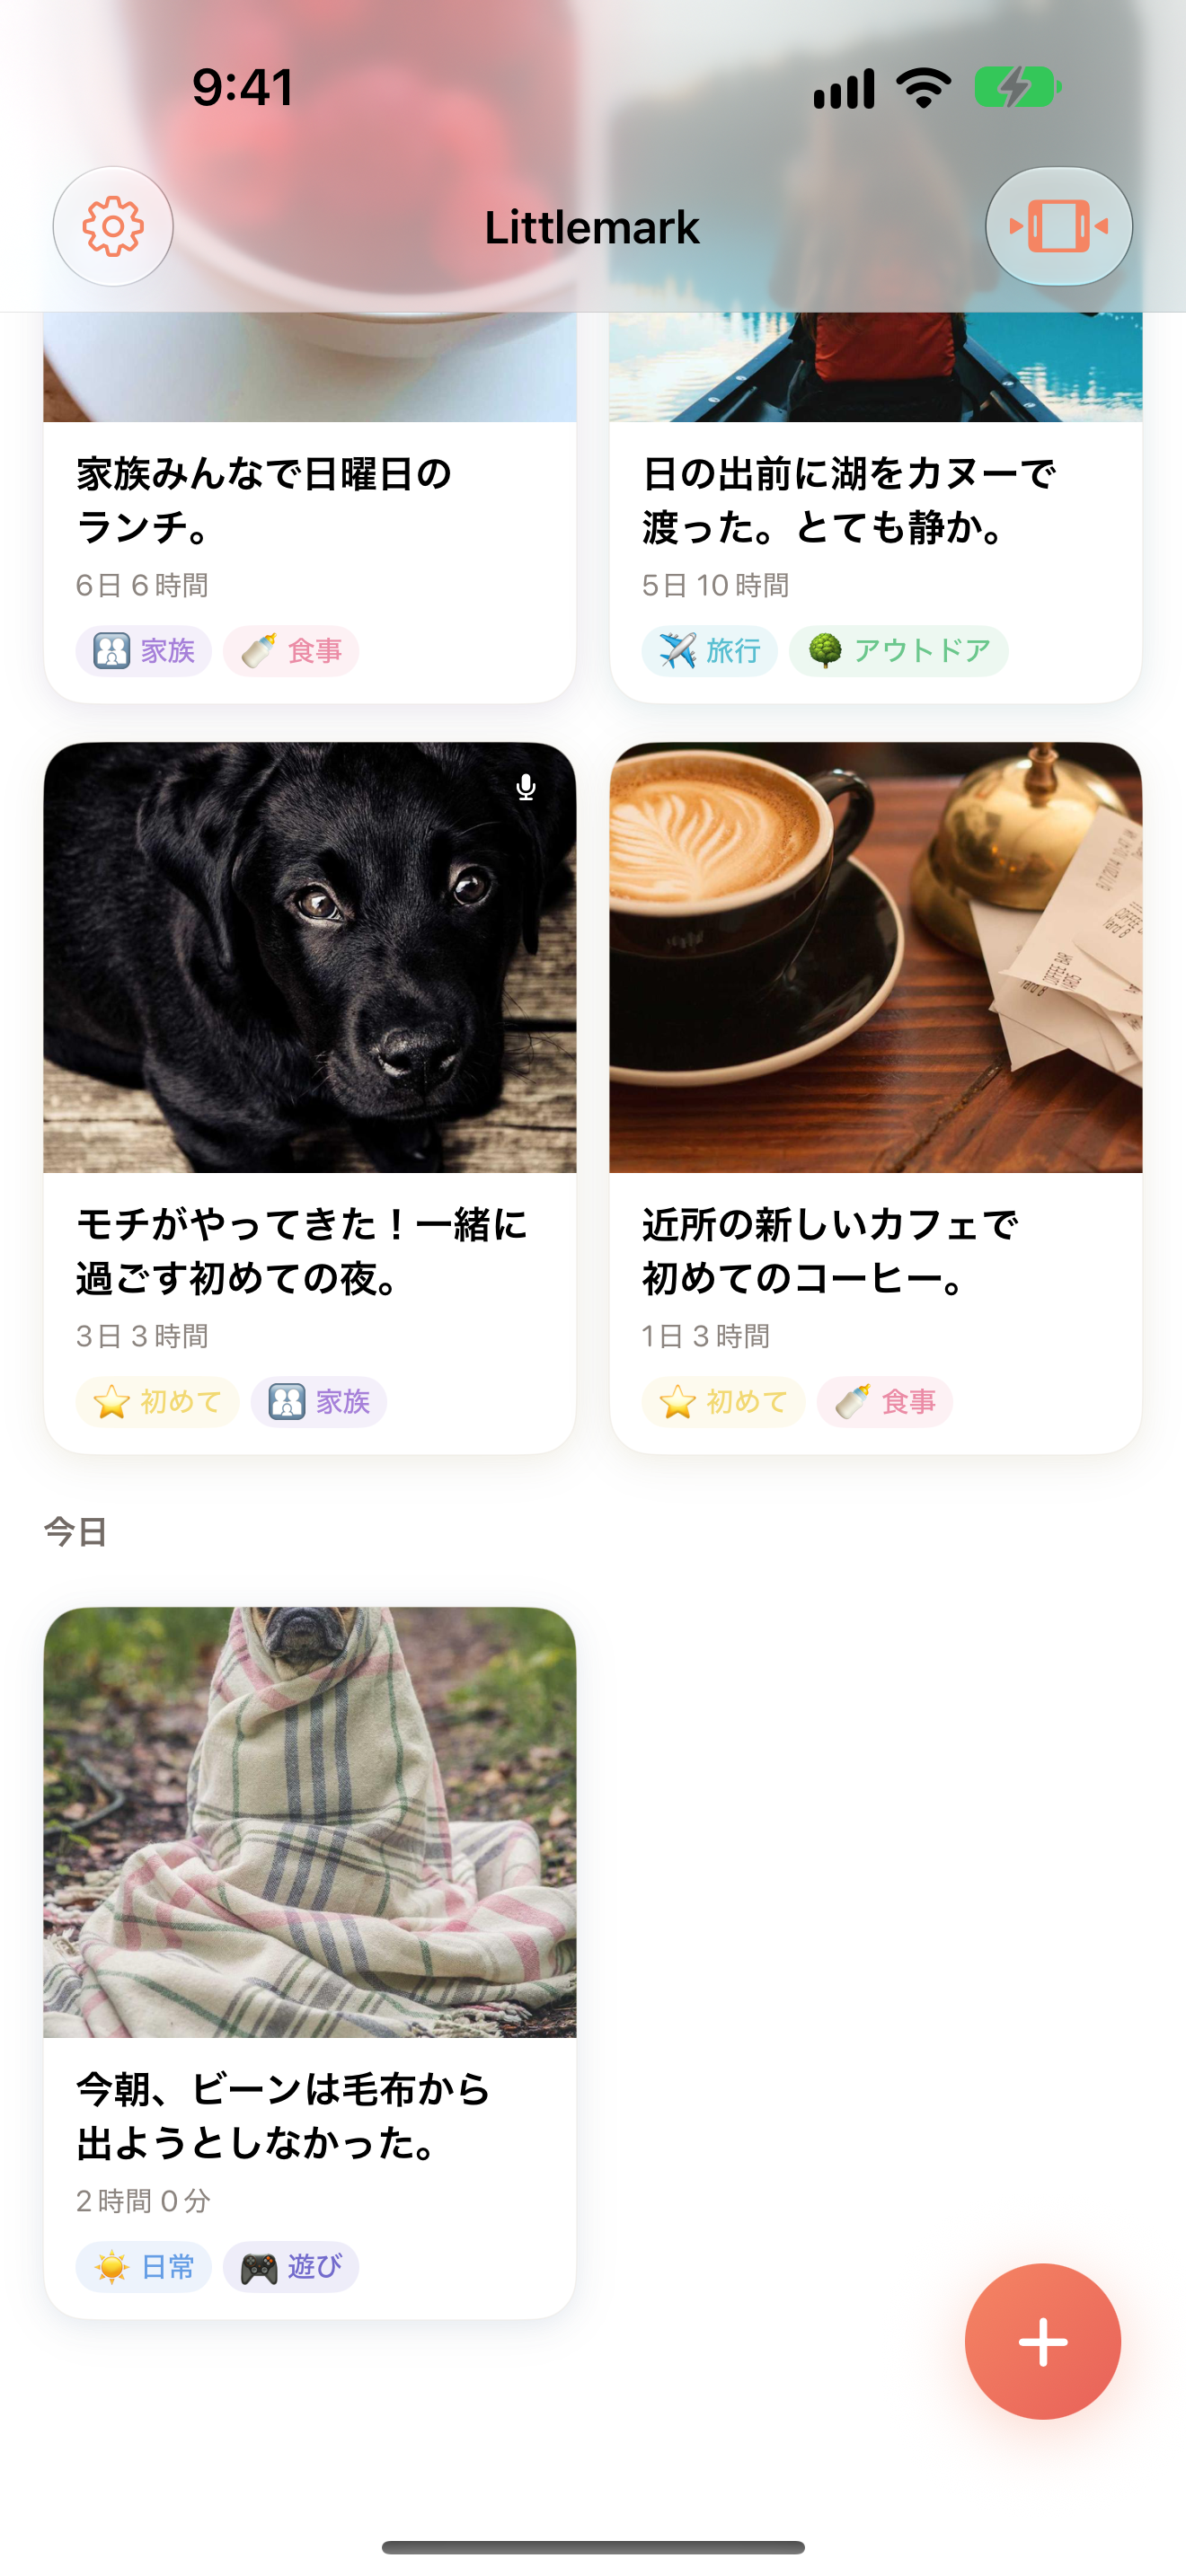 9:41
Littlemark
家族みんなで日曜日の
ランチ。
6日 6時間
家族 食事
日の出前に湖をカヌーで
渡った。とても静か。
5日 10時間
旅行 アウトドア
モチがやってきた！一緒に
過ごす初めての夜。
3日 3時間
初めて 家族
近所の新しいカフェで
初めてのコーヒー。
1日 3時間
初めて 食事
今日
今朝、ビーンは毛布から
出ようとしなかった。
2時間 0分
日常 遊び